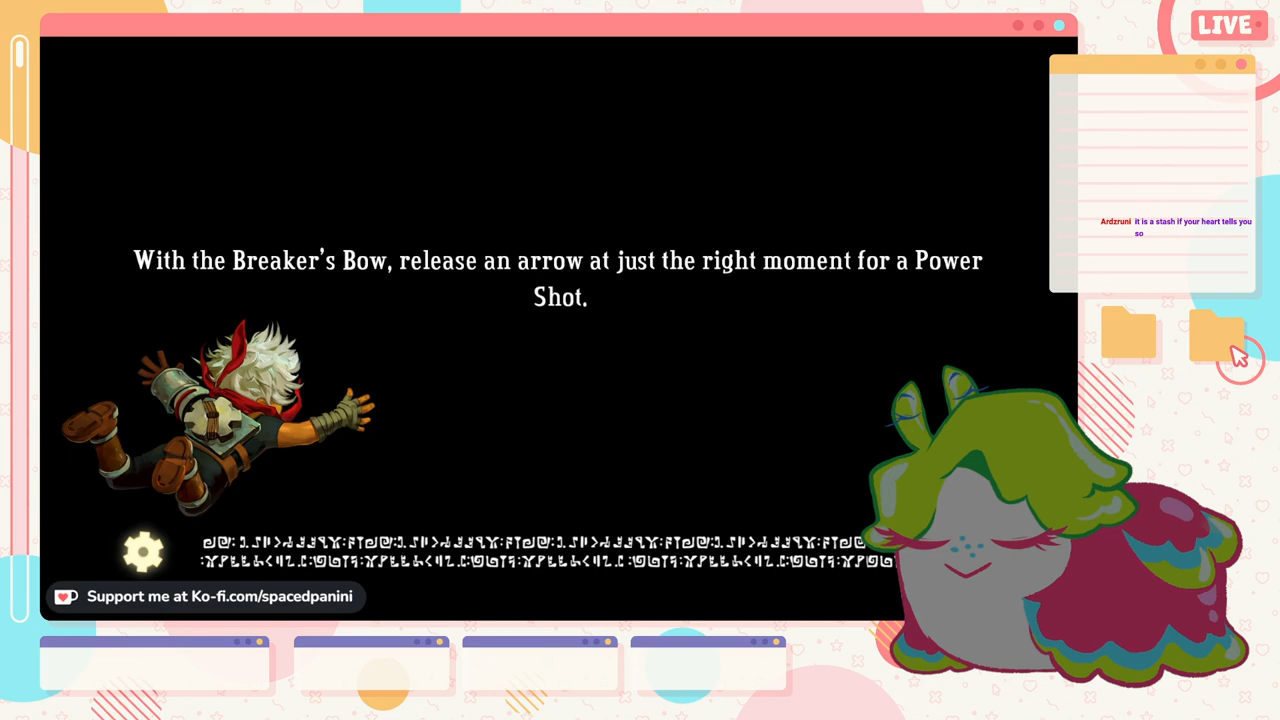 LIVE
Ardzruni it is a stash if your heart tells you
so
With the Breaker's Bow, release an arrow at just the right moment for a Power
Shot.
Support me at Ko-fi.com/spacedpanini